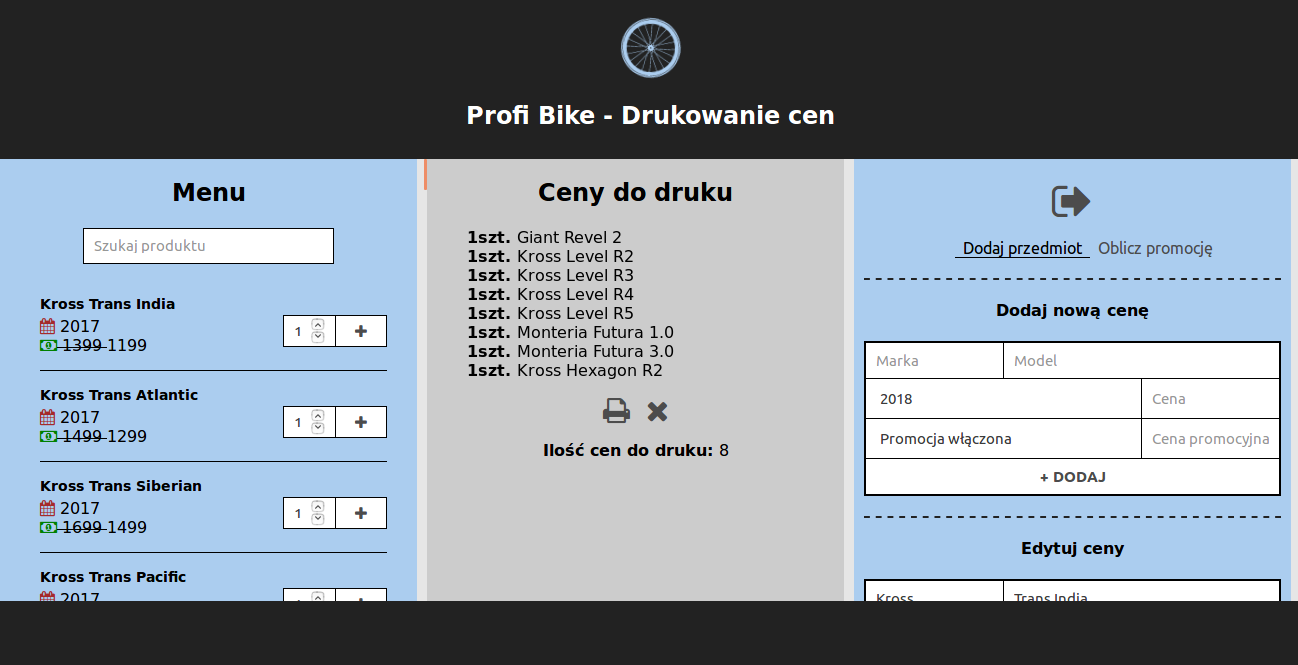 Profi Bike - Drukowanie cen
Menu
Szukaj produktu
Kross Trans India
2017
1399 1199
1
+
Kross Trans Atlantic
2017
1499 1299
1
+
Kross Trans Siberian
2017
1699 1499
1
+
Kross Trans Pacific
2017
Ceny do druku
1szt. Giant Revel 2
1szt. Kross Level R2
1szt. Kross Level R3
1szt. Kross Level R4
1szt. Kross Level R5
1szt. Monteria Futura 1.0
1szt. Monteria Futura 3.0
1szt. Kross Hexagon R2
Ilość cen do druku: 8
Dodaj przedmiot Oblicz promocję
Dodaj nową cenę
Marka Model
2018 Cena
Promocja włączona Cena promocyjna
+ DODAJ
Edytuj ceny
Kross Trans India